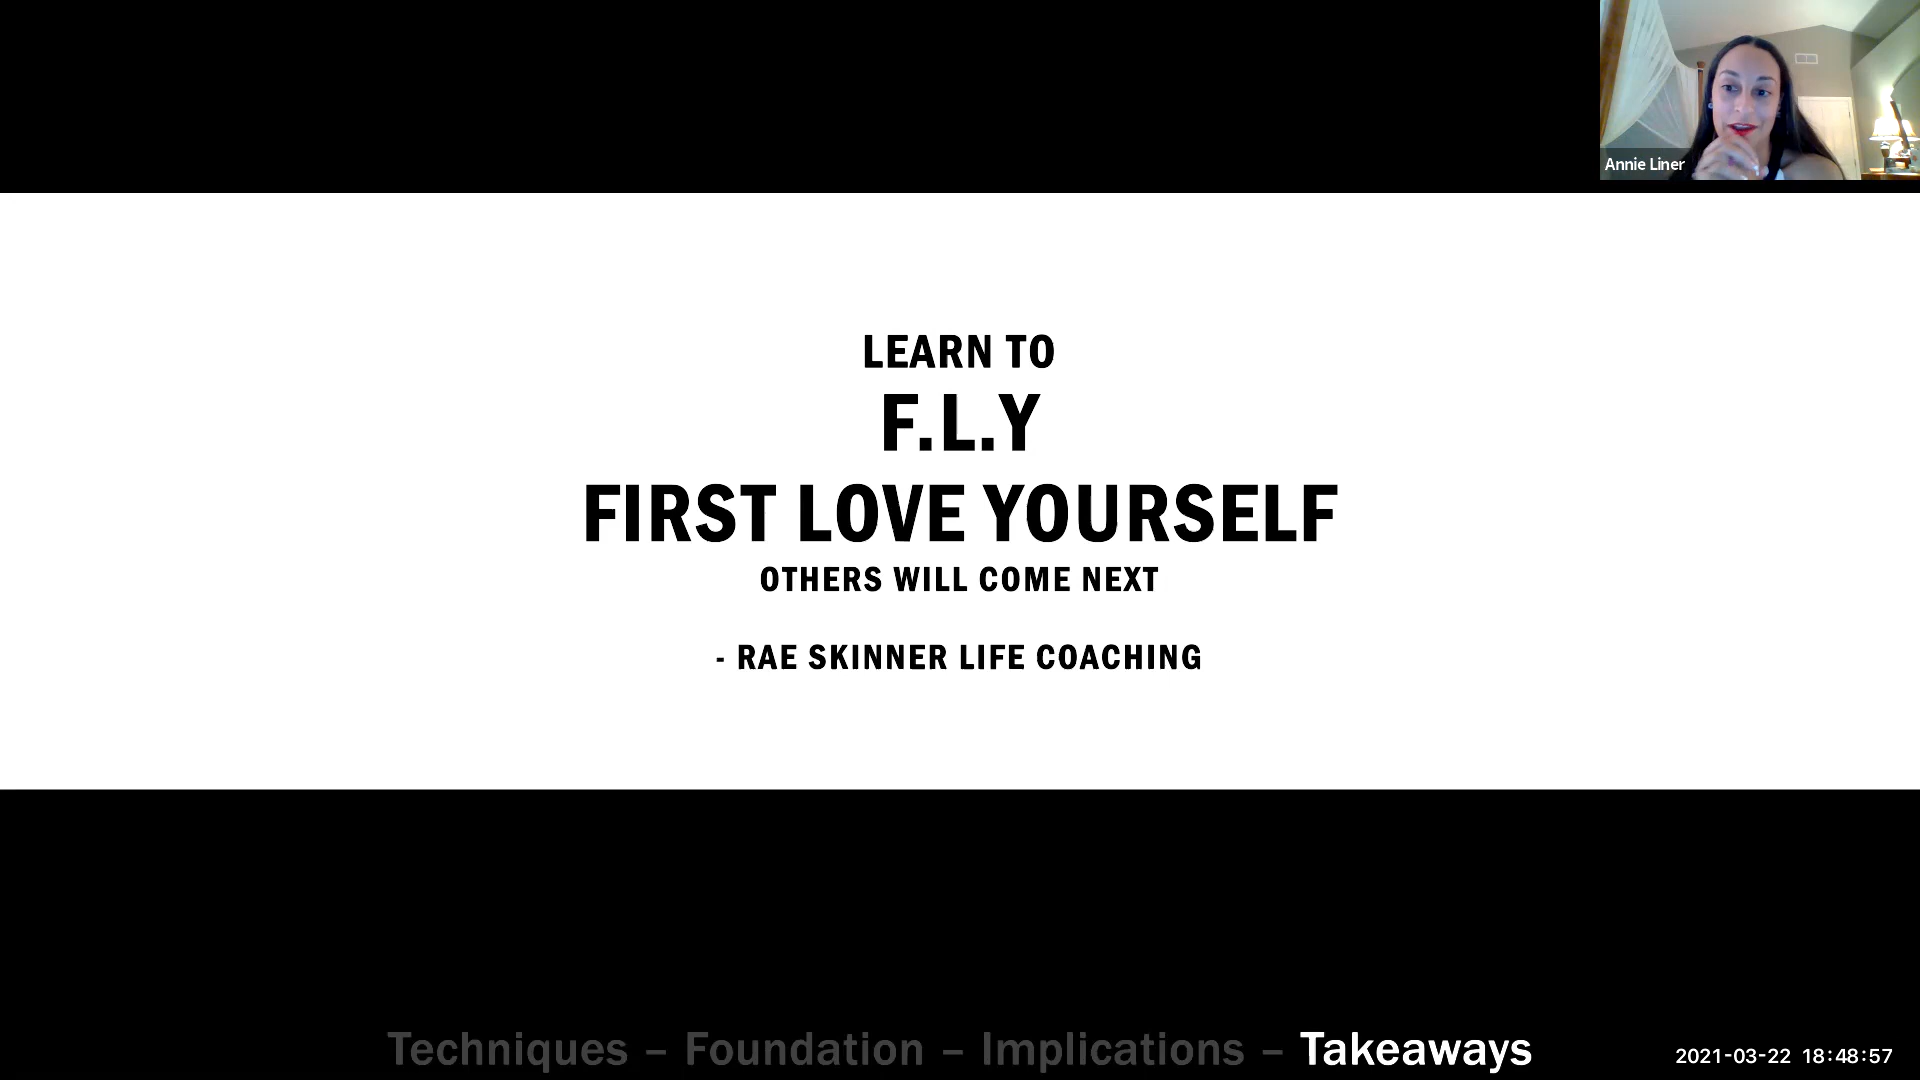 Annie Liner
LEARN TO
F.L.Y
FIRST LOVE YOURSELF
OTHERS WILL COME NEXT
- RAE SKINNER LIFE COACHING
Techniques – Foundation – Implications – Takeaways
2021-03-22 18:48:57